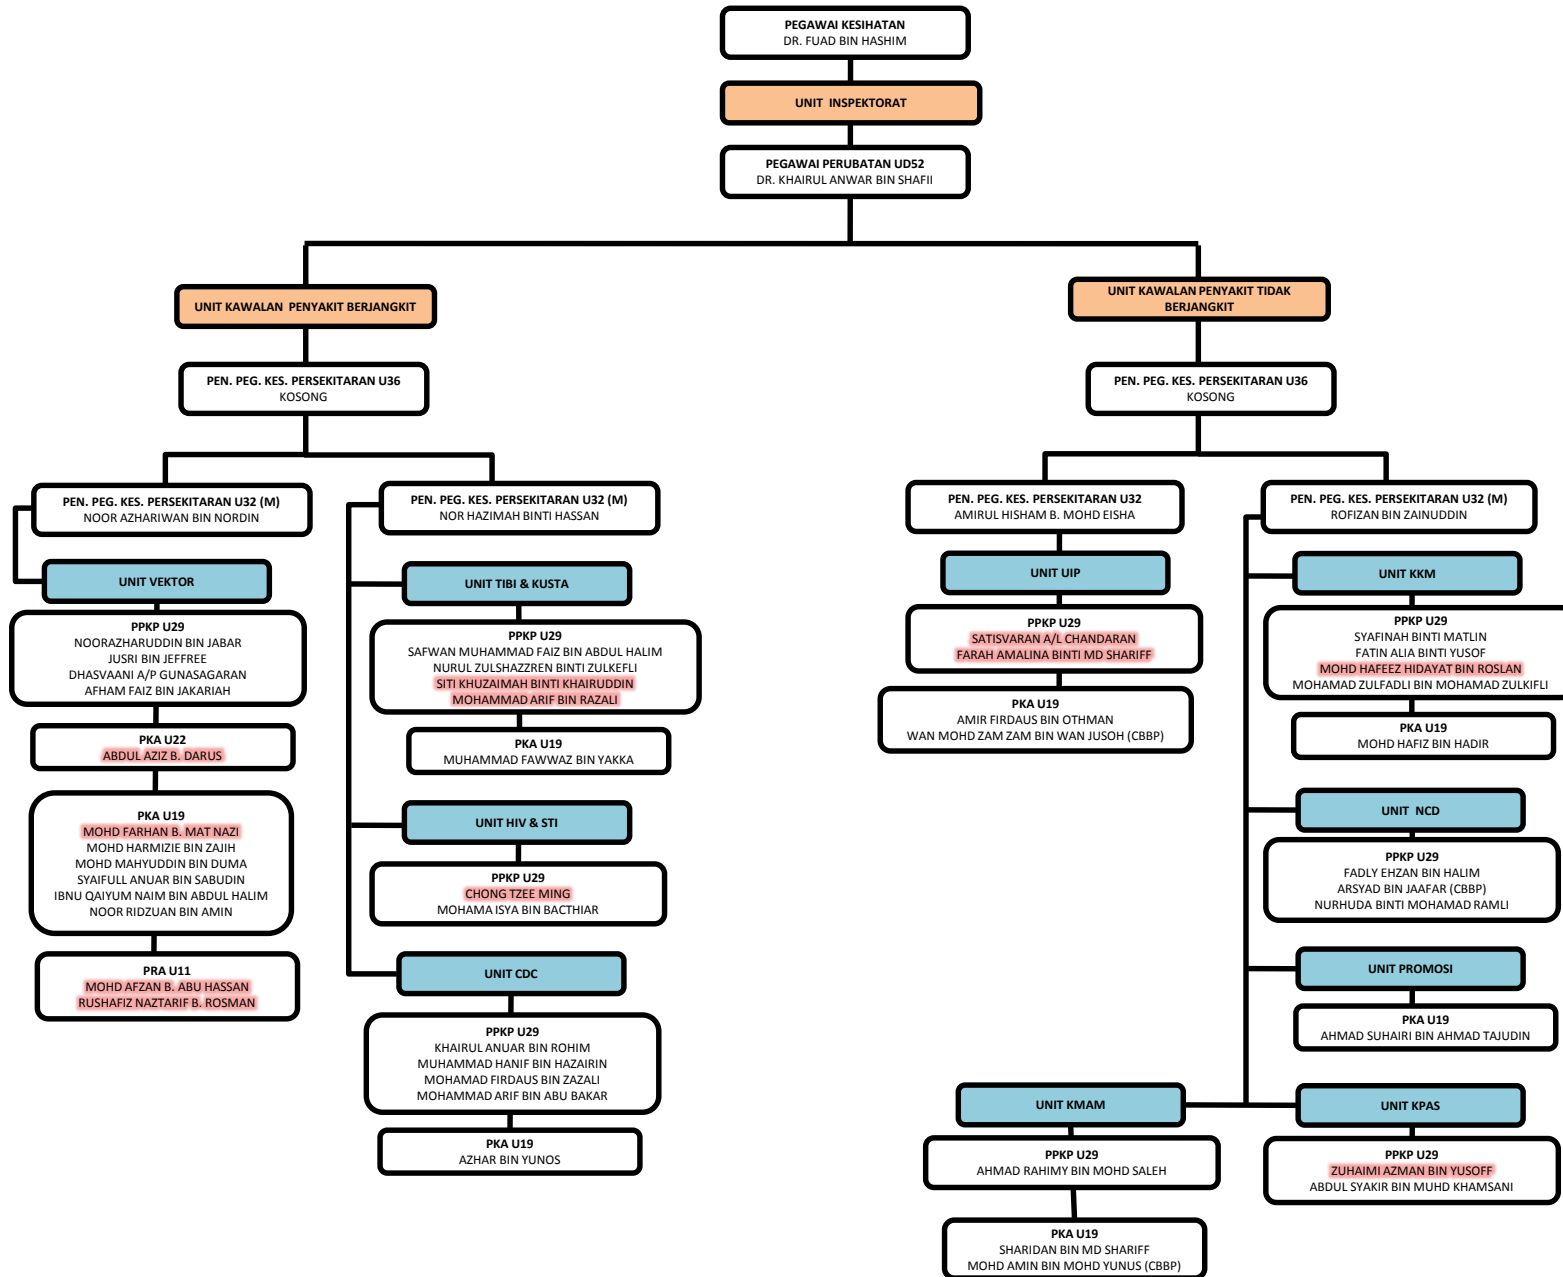 PEGAWAI KESIHATAN
DR. FUAD BIN HASHIM
UNIT INSPEKTORAT
PEGAWAI PERUBATAN UD52
DR. KHAIRUL ANWAR BIN SHAFII
UNIT KAWALAN PENYAKIT BERJANGKIT
PEN. PEG. KES. PERSEKITARAN U36
KOSONG
PEN. PEG. KES. PERSEKITARAN U32 (M)
NOOR AZHARIWAN BIN NORDIN
UNIT VEKTOR
PPKP U29
NOORAZHARUDDIN BIN JABAR
JUSRI BIN JEFFREE
DHASVAANI A/P GUNASAGARAN
AFHAM FAIZ BIN JAKARIAH
PKA U22
ABDUL AZIZ B. DARUS
PKA U19
MOHD FARHAN B. MAT NAZI
MOHD HARMIZIE BIN ZAJIH
MOHD MAHYUDDIN BIN DUMA
SYAIFULL ANUAR BIN SABUDIN
IBNU QAIYUM NAIM BIN ABDUL HALIM
NOOR RIDZUAN BIN AMIN
PRA U11
MOHD AFZAN B. ABU HASSAN
RUSHAFIZ NAZTARIF B. ROSMAN
PEN. PEG. KES. PERSEKITARAN U32 (M)
NOR HAZIMAH BINTI HASSAN
UNIT TIBI & KUSTA
PPKP U29
SAFWAN MUHAMMAD FAIZ BIN ABDUL HALIM
NURUL ZULSHAZZREN BINTI ZULKEFLI
SITI KHUZAIMAH BINTI KHAIRUDDIN
MOHAMMAD ARIF BIN RAZALI
PKA U19
MUHAMMAD FAWWAZ BIN YAKKA
UNIT HIV & STI
PPKP U29
CHONG TZEE MING
MOHAMA ISYA BIN BACTHIAR
UNIT CDC
PPKP U29
KHAIRUL ANUAR BIN ROHIM
MUHAMMAD HANIF BIN HAZAIRIN
MOHAMAD FIRDAUS BIN ZAZALI
MOHAMMAD ARIF BIN ABU BAKAR
PKA U19
AZHAR BIN YUNOS
UNIT KAWALAN PENYAKIT TIDAK
BERJANGKIT
PEN. PEG. KES. PERSEKITARAN U36
KOSONG
PEN. PEG. KES. PERSEKITARAN U32
AMIRUL HISHAM B. MOHD EISHA
UNIT UIP
PPKP U29
SATISVARAN A/L CHANDARAN
FARAH AMALINA BINTI MD SHARIFF
PKA U19
AMIR FIRDAUS BIN OTHMAN
WAN MOHD ZAM ZAM BIN WAN JUSOH (CBBP)
PEN. PEG. KES. PERSEKITARAN U32 (M)
ROFIZAN BIN ZAINUDDIN
UNIT KKM
PPKP U29
SYAFINAH BINTI MATLIN
FATIN ALIA BINTI YUSOF
MOHD HAFEEZ HIDAYAT BIN ROSLAN
MOHAMAD ZULFADLI BIN MOHAMAD ZULKIFLI
PKA U19
MOHD HAFIZ BIN HADIR
UNIT NCD
PPKP U29
FADLY EHZAN BIN HALIM
ARSYAD BIN JAAFAR (CBBP)
NURHUDA BINTI MOHAMAD RAMLI
UNIT PROMOSI
PKA U19
AHMAD SUHAIRI BIN AHMAD TAJUDIN
UNIT KMAM
PPKP U29
AHMAD RAHIMY BIN MOHD SALEH
PKA U19
SHARIDAN BIN MD SHARIFF
MOHD AMIN BIN MOHD YUNUS (CBBP)
UNIT KPAS
PPKP U29
ZUHAIMI AZMAN BIN YUSOFF
ABDUL SYAKIR BIN MUHD KHAMSANI